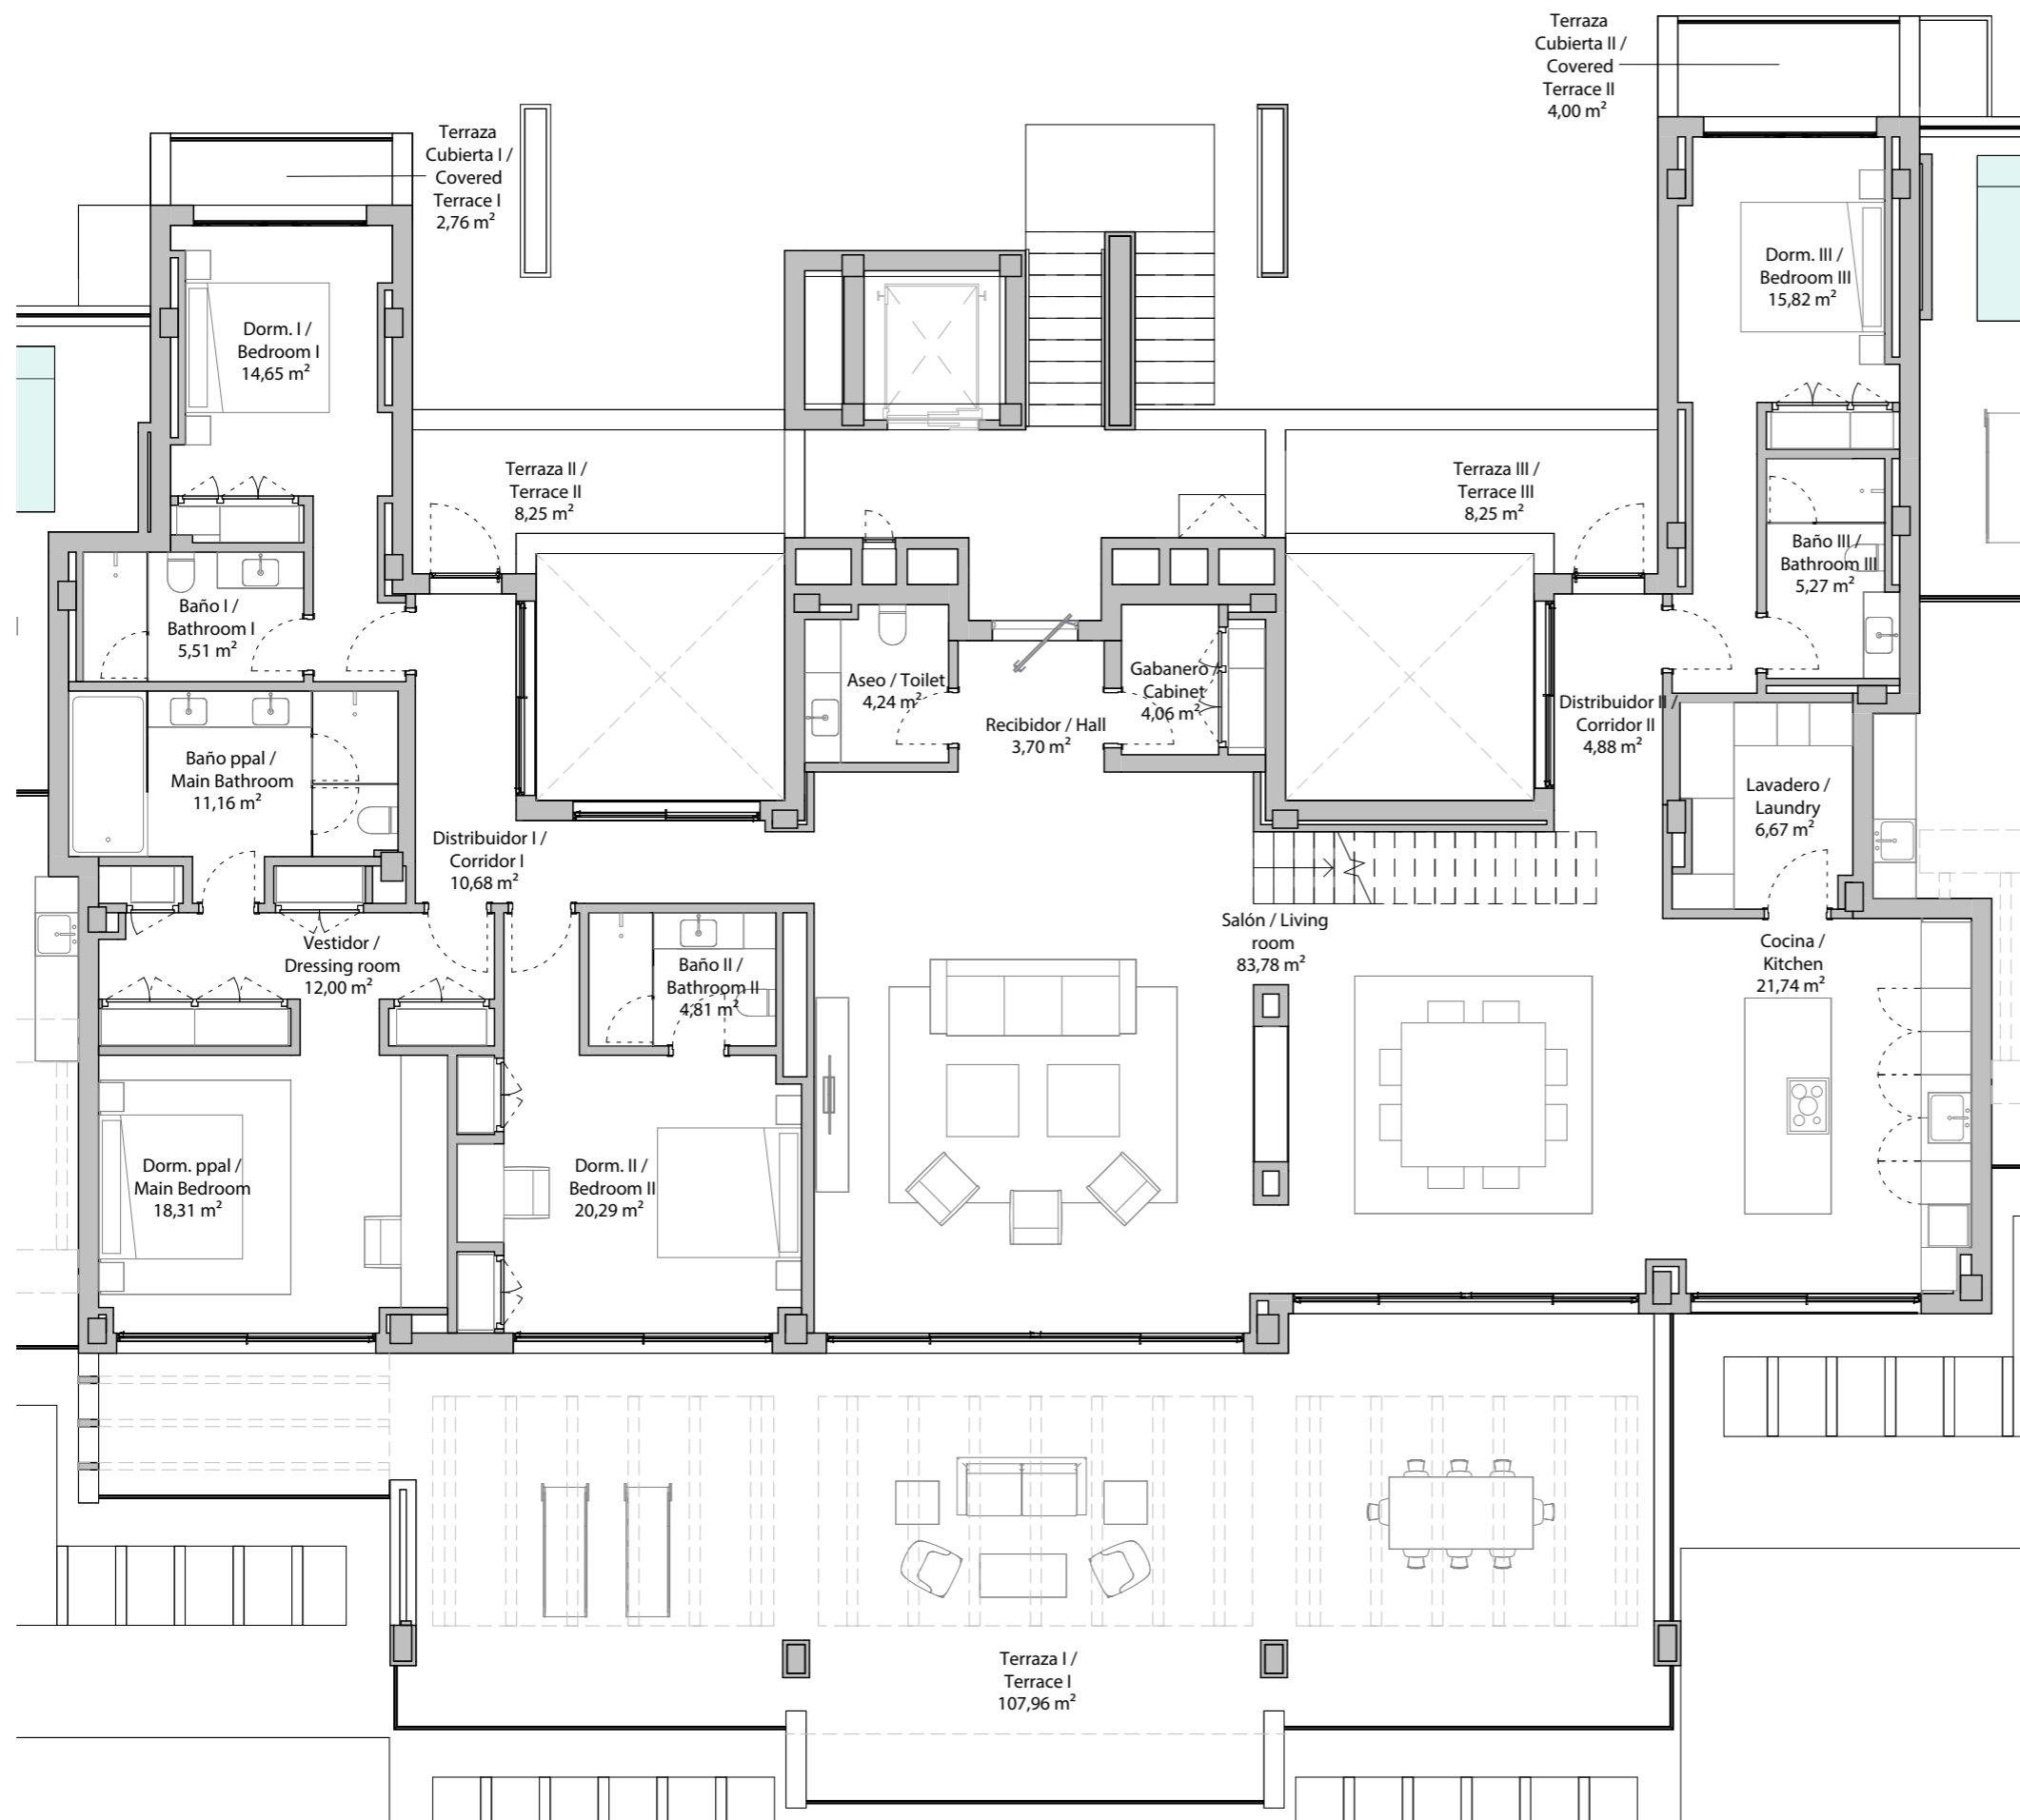 Terraza
Cubierta II /
Covered
Terrace II
4,00 m²
Terraza
Cubierta I /
Covered
Terrace I
2,76 m²
Dorm. III /
Bedroom III
15,82 m²
Dorm. I /
Bedroom I
14,65 m²
Terraza II /
Terrace II
8,25 m²
Terraza III /
Terrace III
8,25 m²
Baño III /
Bathroom III
5,27 m²
Baño I /
Bathroom I
5,51 m²
Aseo / Toilet
4,24 m²
Recibidor / Hall
3,70 m²
Gabanero /
Cabinet
4,06 m²
Distribuidor II /
Corridor II
4,88 m²
Baño ppal /
Main Bathroom
11,16 m²
Lavadero /
Laundry
6,67 m²
Distribuidor I /
Corridor I
10,68 m²
Vestidor /
Dressing room
12,00 m²
Baño II /
Bathroom II
4,81 m²
Salón / Living
room
83,78 m²
Cocina /
Kitchen
21,74 m²
Dorm. ppal /
Main Bedroom
18,31 m²
Dorm. II /
Bedroom II
20,29 m²
Terraza I /
Terrace I
107,96 m²